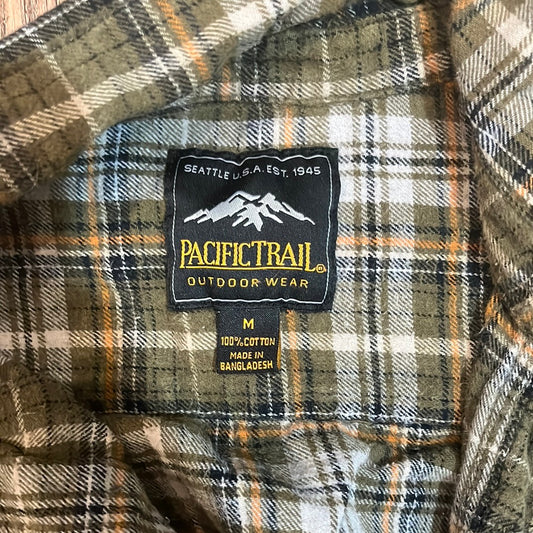 SEATTLE U.S.A. EST. 1945
PACIFICTRAIL®
OUTDOOR WEAR
M
100% COTTON
MADE IN
BANGLADESH